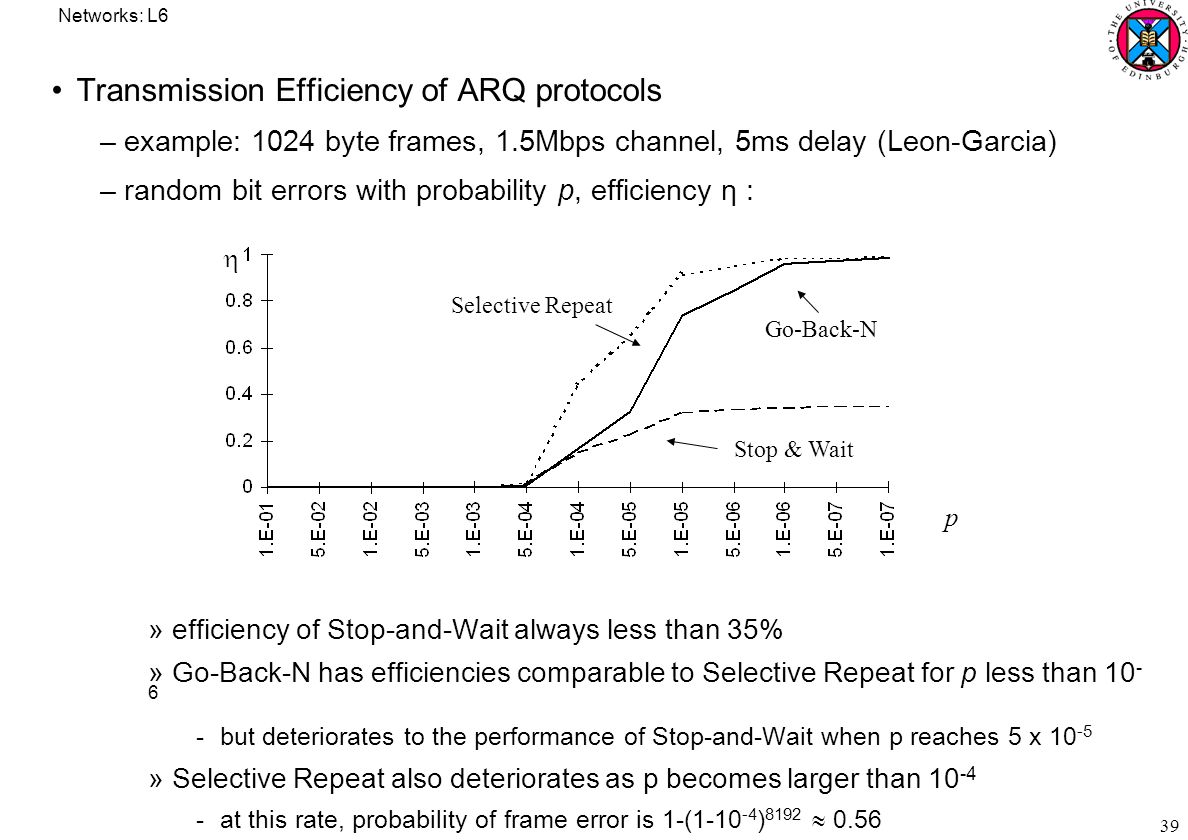 Networks: L6
THE UNIVERSITY OF EDINBURGH
• Transmission Efficiency of ARQ protocols
– example: 1024 byte frames, 1.5Mbps channel, 5ms delay (Leon-Garcia)
– random bit errors with probability p, efficiency η :
η 1
0.8
0.6
0.4
0.2
0
Selective Repeat
Go-Back-N
Stop & Wait
1.E-01
5.E-02
1.E-02
5.E-03
1.E-03
5.E-04
1.E-04
5.E-05
1.E-05
5.E-06
1.E-06
5.E-07
1.E-07
p
» efficiency of Stop-and-Wait always less than 35%
» Go-Back-N has efficiencies comparable to Selective Repeat for p less than 10-
6
- but deteriorates to the performance of Stop-and-Wait when p reaches 5 x 10-5
» Selective Repeat also deteriorates as p becomes larger than 10-4
- at this rate, probability of frame error is 1-(1-10-4)8192 ≈ 0.56
39